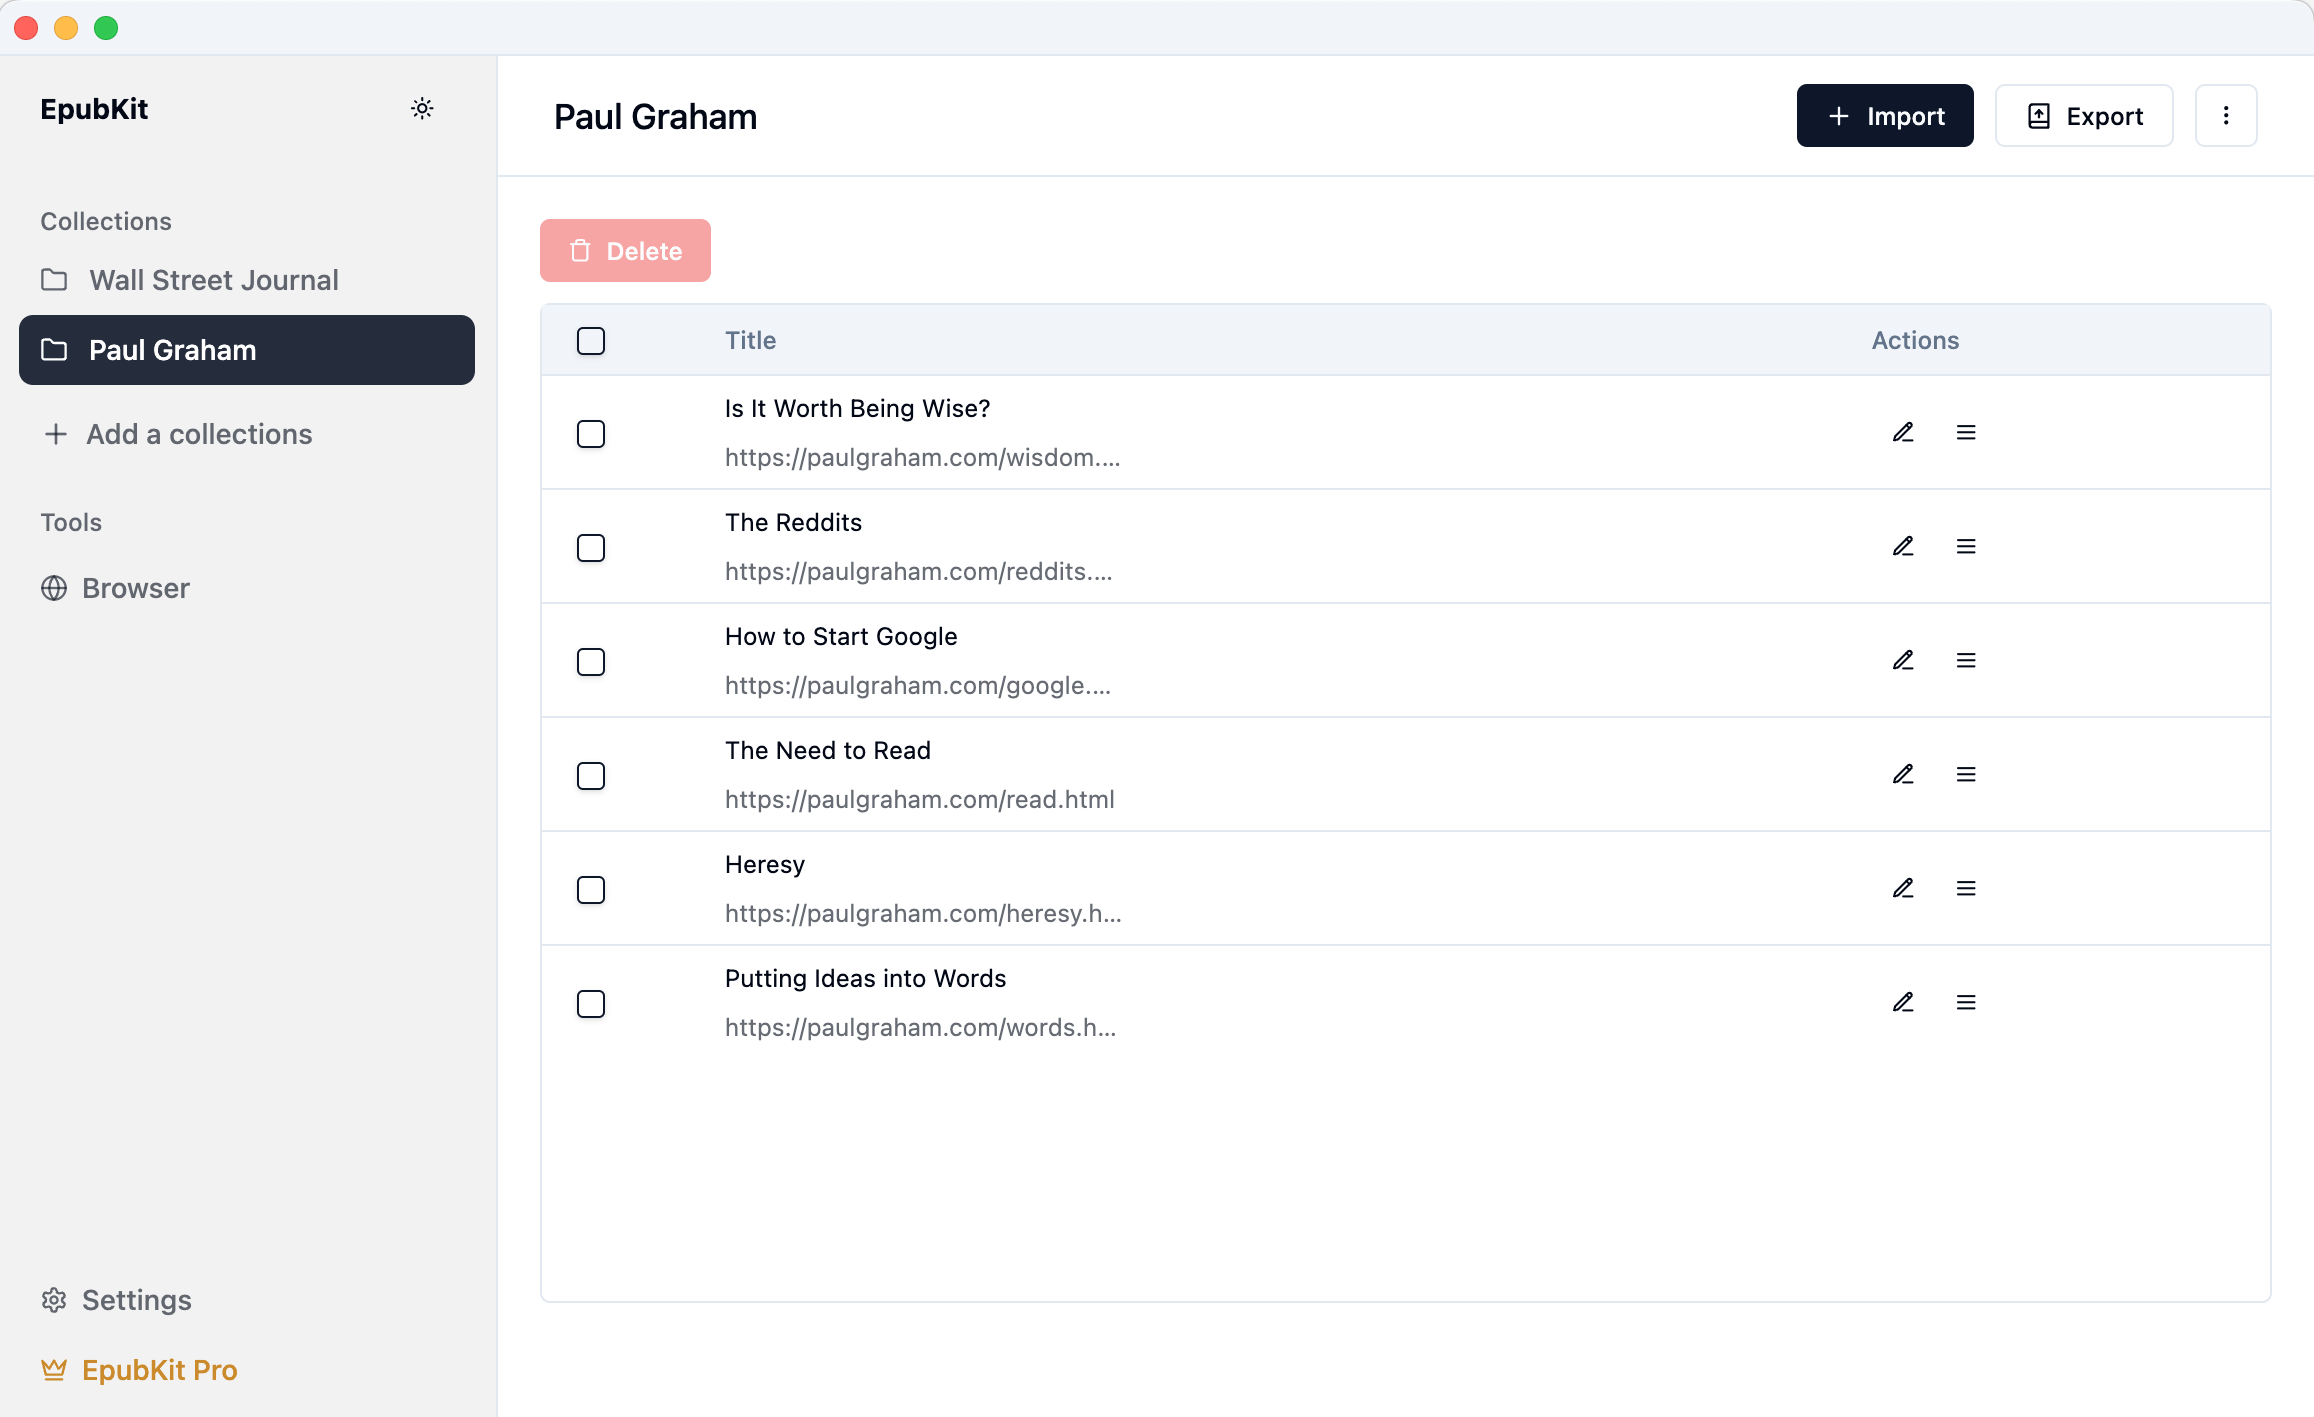 EpubKit
Collections
Wall Street Journal
Paul Graham
Add a collections
Tools
Browser
Settings
EpubKit Pro
Paul Graham
Import
Export
Delete
Title
Actions
Is It Worth Being Wise?
https://paulgraham.com/wisdom....
The Reddits
https://paulgraham.com/reddits....
How to Start Google
https://paulgraham.com/google....
The Need to Read
https://paulgraham.com/read.html
Heresy
https://paulgraham.com/heresy.h...
Putting Ideas into Words
https://paulgraham.com/words.h...